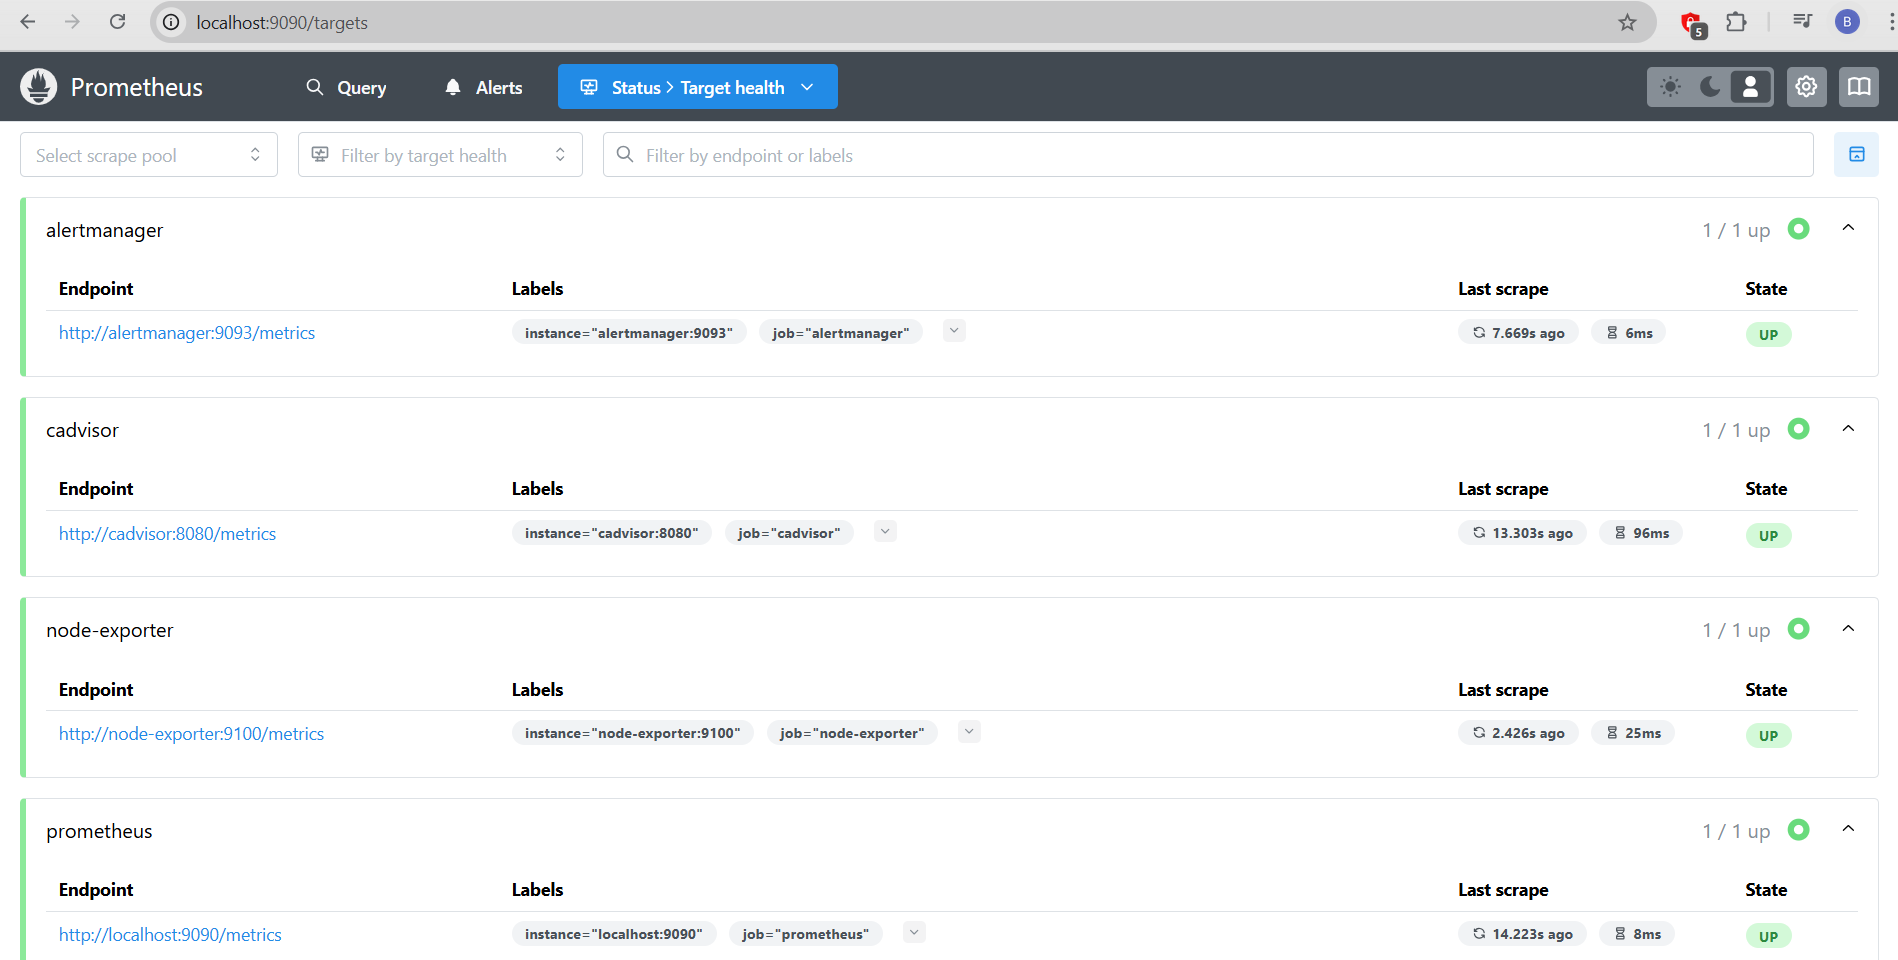 localhost:9090/targets
5
B
Prometheus
Query
Alerts
Status > Target health
Select scrape pool
Filter by target health
Filter by endpoint or labels
alertmanager
1 / 1 up
Endpoint Labels Last scrape State
http://alertmanager:9093/metrics instance="alertmanager:9093" job="alertmanager" 7.669s ago 6ms UP
cadvisor
1 / 1 up
Endpoint Labels Last scrape State
http://cadvisor:8080/metrics instance="cadvisor:8080" job="cadvisor" 13.303s ago 96ms UP
node-exporter
1 / 1 up
Endpoint Labels Last scrape State
http://node-exporter:9100/metrics instance="node-exporter:9100" job="node-exporter" 2.426s ago 25ms UP
prometheus
1 / 1 up
Endpoint Labels Last scrape State
http://localhost:9090/metrics instance="localhost:9090" job="prometheus" 14.223s ago 8ms UP